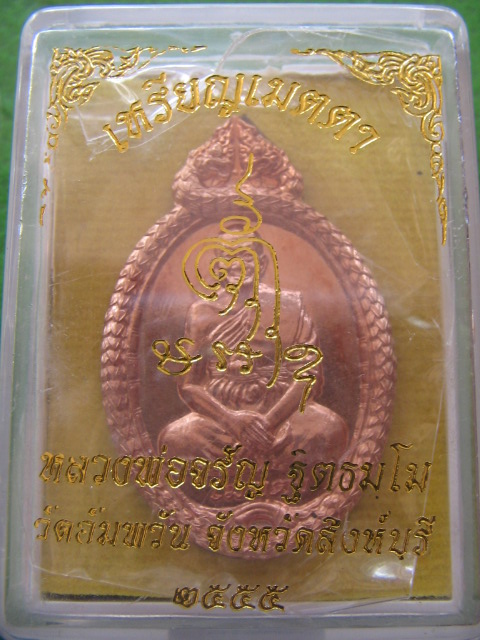 เหรียญเมตตา
หลวงพ่อจรัญ ฐิตธมฺโม
วัดอัมพวัน จังหวัดสิงห์บุรี
๒๕๕๕